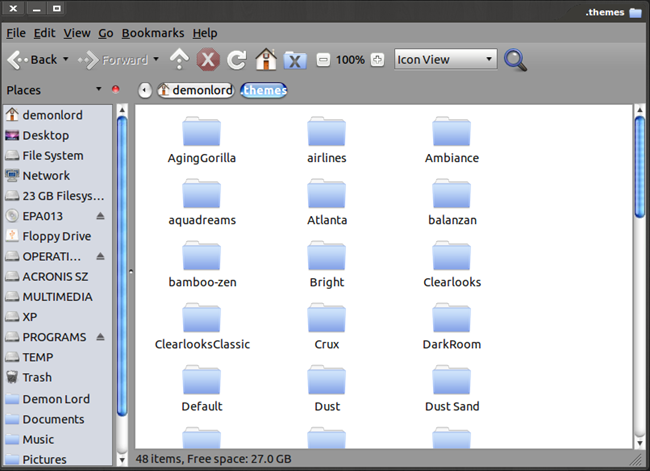 .themes
File Edit View Go Bookmarks Help
Back Forward 100% Icon View
Places demonlord .themes
demonlord
Desktop
File System
Network
23 GB Filesys...
EPA013
Floppy Drive
OPERATI...
ACRONIS SZ
MULTIMEDIA
XP
PROGRAMS
TEMP
Trash
Demon Lord
Documents
Music
Pictures
AgingGorilla airlines Ambiance
aquadreams Atlanta balanzan
bamboo-zen Bright Clearlooks
ClearlooksClassic Crux DarkRoom
Default Dust Dust Sand
48 items, Free space: 27.0 GB